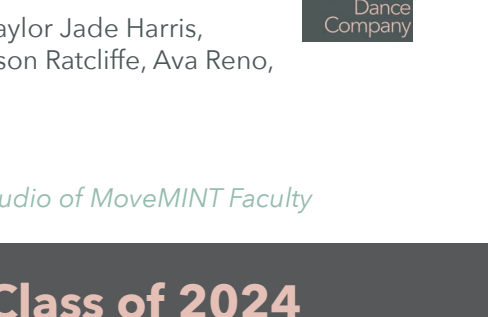 Dance
Company
aylor Jade Harris,
son Ratcliffe, Ava Reno,
udio of MoveMINT Faculty
Class of 2024